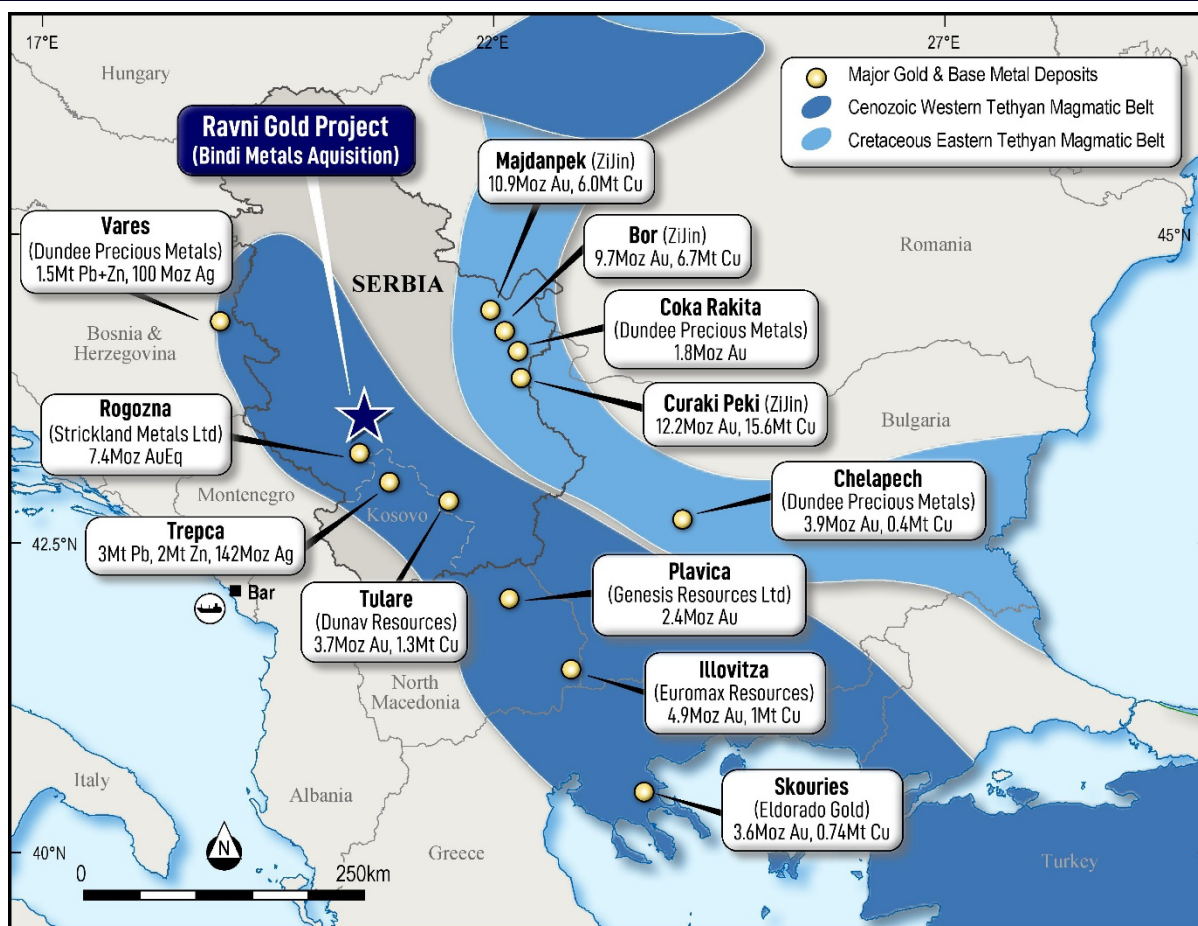 17°E
22°E
27°E
Hungary
Major Gold & Base Metal Deposits
Cenozoic Western Tethyan Magmatic Belt
Cretaceous Eastern Tethyan Magmatic Belt
Ravni Gold Project
(Bindi Metals Aquisition)
Majdanpek (ZiJin)
10.9Moz Au, 6.0Mt Cu
Vares
(Dundee Precious Metals)
1.5Mt Pb+Zn, 100 Moz Ag
Bor (ZiJin)
9.7Moz Au, 6.7Mt Cu
Romania
45°N
SERBIA
Coka Rakita
(Dundee Precious Metals)
1.8Moz Au
Bosnia &
Herzegovina
Curaki Peki (ZiJin)
12.2Moz Au, 15.6Mt Cu
Rogozna
(Strickland Metals Ltd)
7.4Moz AuEq
Bulgaria
Montenegro
Kosovo
Chelapech
(Dundee Precious Metals)
3.9Moz Au, 0.4Mt Cu
Trepca
3Mt Pb, 2Mt Zn, 142Moz Ag
42.5°N
Bar
Tulare
(Dunav Resources)
3.7Moz Au, 1.3Mt Cu
Plavica
(Genesis Resources Ltd)
2.4Moz Au
North
Macedonia
Illovitza
(Euromax Resources)
4.9Moz Au, 1Mt Cu
Italy
Albania
Skouries
(Eldorado Gold)
3.6Moz Au, 0.74Mt Cu
N
40°N
Greece
Turkey
0
250km